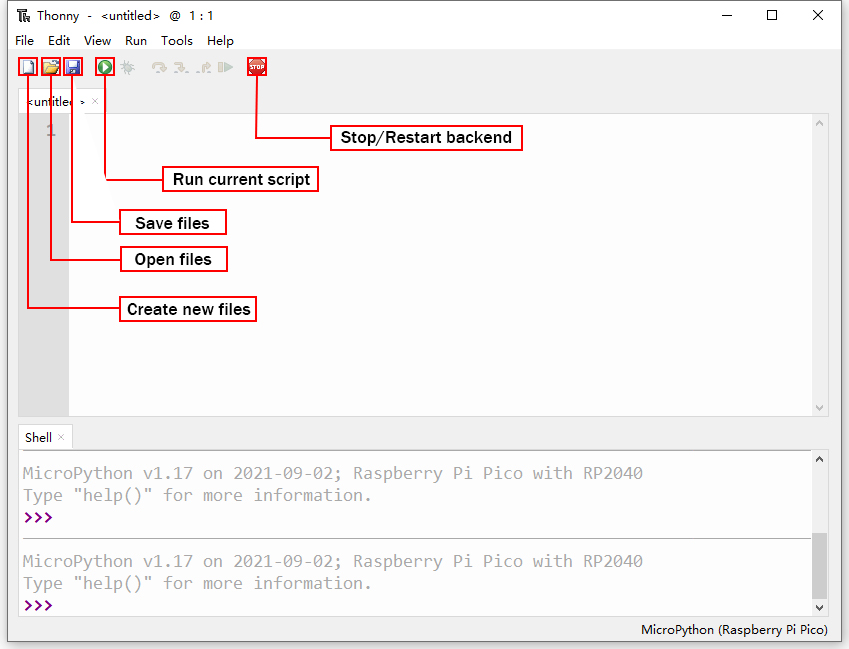 Thonny - <untitled> @ 1 : 1
File Edit View Run Tools Help
STOP
<untitled> ×
1
Stop/Restart backend
Run current script
Save files
Open files
Create new files
Shell ×
MicroPython v1.17 on 2021-09-02; Raspberry Pi Pico with RP2040
Type "help()" for more information.
>>>
MicroPython v1.17 on 2021-09-02; Raspberry Pi Pico with RP2040
Type "help()" for more information.
>>>
MicroPython (Raspberry Pi Pico)